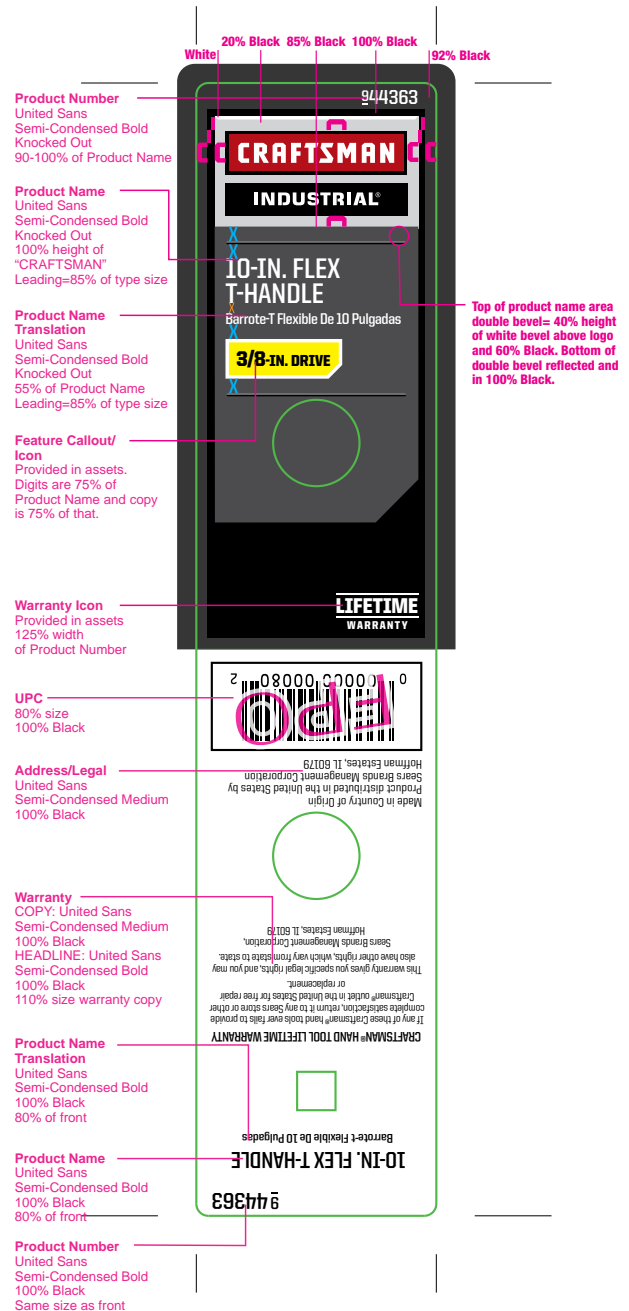 20% Black
85% Black
100% Black
White
92% Black
Product Number
United Sans
Semi-Condensed Bold
Knocked Out
90-100% of Product Name
944363
CRAFTSMAN
INDUSTRIAL®
Product Name
United Sans
Semi-Condensed Bold
Knocked Out
100% height of
“CRAFTSMAN”
Leading=85% of type size
X
X
10-IN. FLEX
T-HANDLE
X
Barrote-T Flexible De 10 Pulgadas
X
3/8-IN. DRIVE
X
Product Name
Translation
United Sans
Semi-Condensed Bold
Knocked Out
55% of Product Name
Leading=85% of type size
Top of product name area
double bevel= 40% height
of white bevel above logo
and 60% Black. Bottom of
double bevel reflected and
in 100% Black.
Feature Callout/
Icon
Provided in assets.
Digits are 75% of
Product Name and copy
is 75% of that.
Warranty Icon
Provided in assets
125% width
of Product Number
LIFETIME
WARRANTY
UPC
80% size
100% Black
0 00000 00080 2
FPO
Address/Legal
United Sans
Semi-Condensed Medium
100% Black
Made in Country of Origin
Product distributed in the United States by
Sears Brands Management Corporation
Hoffman Estates, IL 60179
Warranty
COPY: United Sans
Semi-Condensed Medium
100% Black
HEADLINE: United Sans
Semi-Condensed Bold
100% Black
110% size warranty copy
CRAFTSMAN® HAND TOOL LIFETIME WARRANTY
If any of these Craftsman® hand tools ever fails to provide
complete satisfaction, return it to any Sears store or other
Craftsman® outlet in the United States for free repair
or replacement.
This warranty gives you specific legal rights, and you may
also have other rights, which vary from state to state.
Sears Brands Management Corporation,
Hoffman Estates, IL 60179
Product Name
Translation
United Sans
Semi-Condensed Bold
100% Black
80% of front
Barrote-t Flexible De 10 Pulgadas
Product Name
United Sans
Semi-Condensed Bold
100% Black
80% of front
10-IN. FLEX T-HANDLE
944363
Product Number
United Sans
Semi-Condensed Bold
100% Black
Same size as front